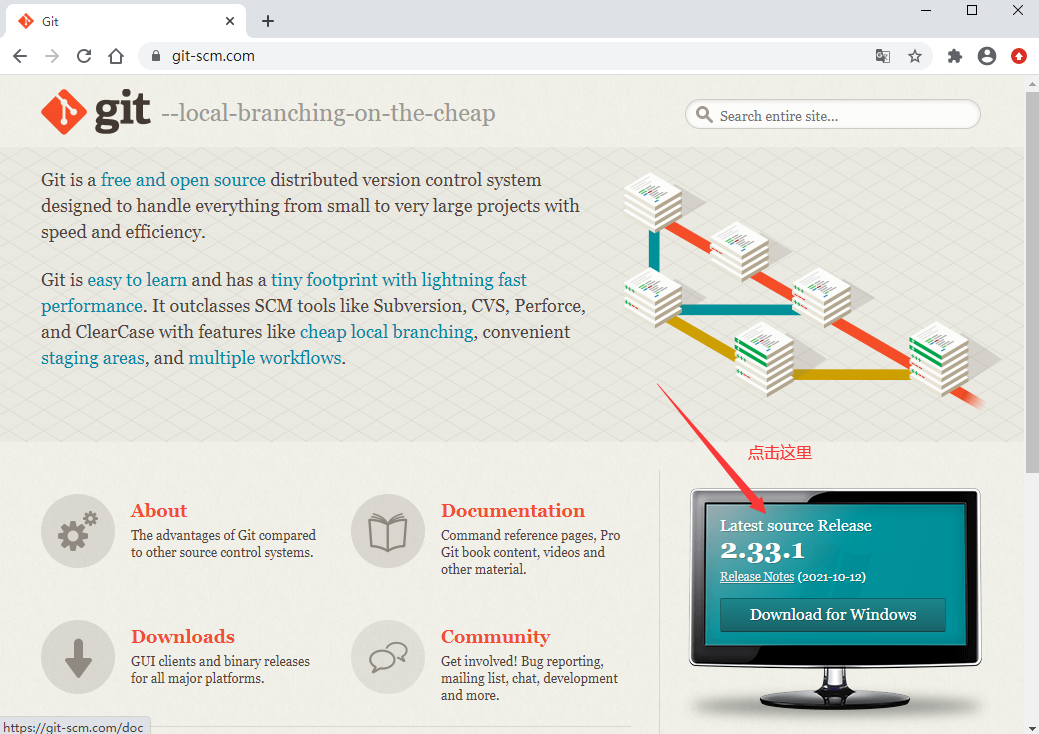 Git
git-scm.com
git --local-branching-on-the-cheap
Search entire site...
Git is a free and open source distributed version control system
designed to handle everything from small to very large projects with
speed and efficiency.
Git is easy to learn and has a tiny footprint with lightning fast
performance. It outclasses SCM tools like Subversion, CVS, Perforce,
and ClearCase with features like cheap local branching, convenient
staging areas, and multiple workflows.
点击这里
About
The advantages of Git compared
to other source control systems.
Documentation
Command reference pages, Pro
Git book content, videos and
other material.
Downloads
GUI clients and binary releases
for all major platforms.
Community
Get involved! Bug reporting,
mailing list, chat, development
and more.
Latest source Release
2.33.1
Release Notes (2021-10-12)
Download for Windows
https://git-scm.com/doc